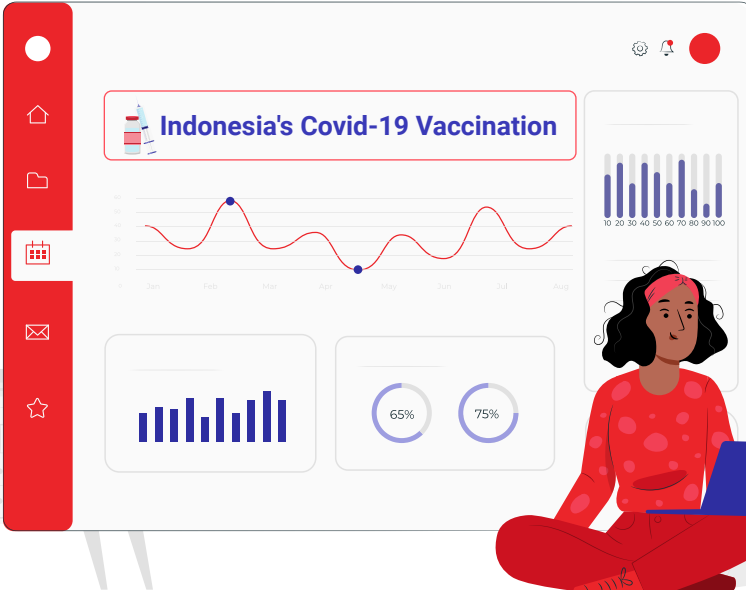 Indonesia's Covid-19 Vaccination
10 20 30 40 50 60 70 80 90 100
Jan Feb Mar Apr May Jun Jul Aug
65% 75%